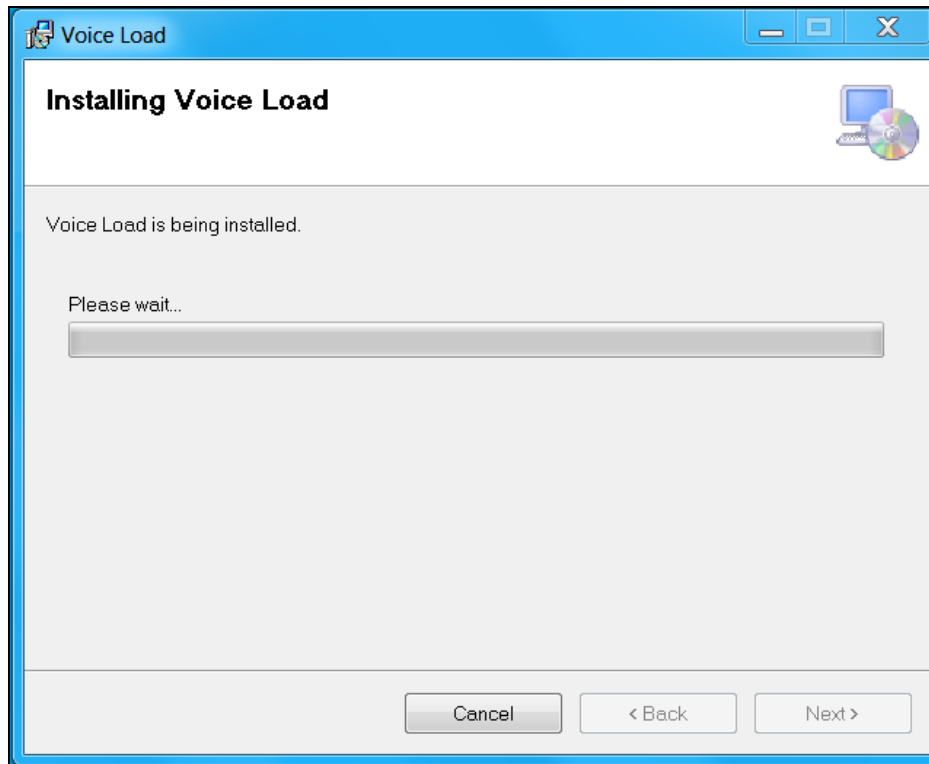 Voice Load
Installing Voice Load
Voice Load is being installed.
Please wait...
Cancel
< Back
Next >